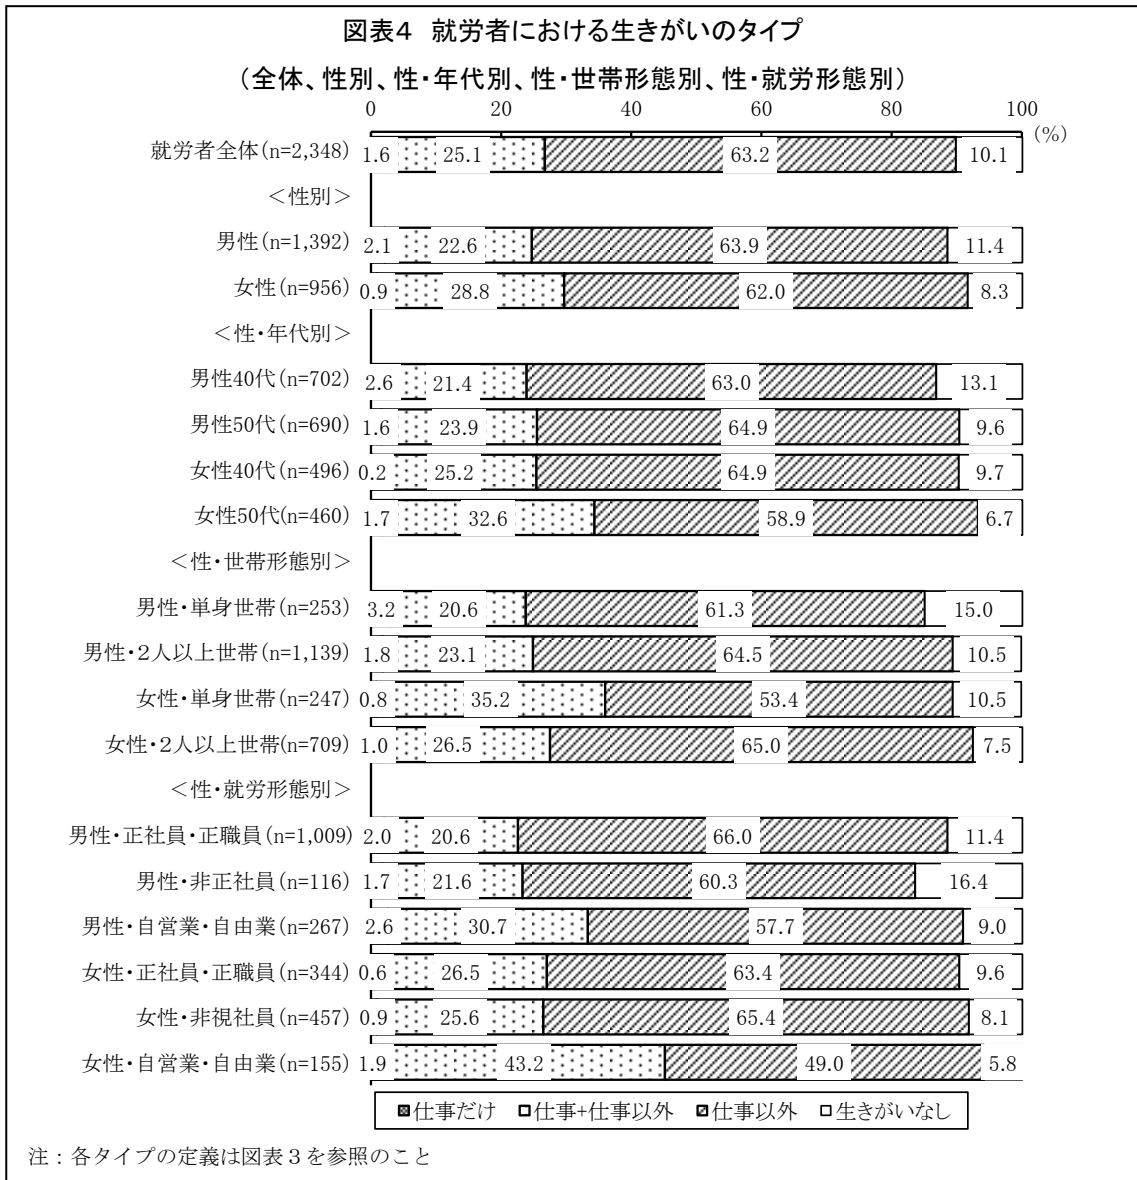 図表4 就労者における生きがいのタイプ
(全体、性別、性・年代別、性・世帯形態別、性・就労形態別)
0 20 40 60 80 100
(%)
就労者全体(n=2,348) 1.6 25.1 63.2 10.1
<性別>
男性(n=1,392) 2.1 22.6 63.9 11.4
女性(n=956) 0.9 28.8 62.0 8.3
<性・年代別>
男性40代(n=702) 2.6 21.4 63.0 13.1
男性50代(n=690) 1.6 23.9 64.9 9.6
女性40代(n=496) 0.2 25.2 64.9 9.7
女性50代(n=460) 1.7 32.6 58.9 6.7
<性・世帯形態別>
男性・単身世帯(n=253) 3.2 20.6 61.3 15.0
男性・2人以上世帯(n=1,139) 1.8 23.1 64.5 10.5
女性・単身世帯(n=247) 0.8 35.2 53.4 10.5
女性・2人以上世帯(n=709) 1.0 26.5 65.0 7.5
<性・就労形態別>
男性・正社員・正職員(n=1,009) 2.0 20.6 66.0 11.4
男性・非正社員(n=116) 1.7 21.6 60.3 16.4
男性・自営業・自由業(n=267) 2.6 30.7 57.7 9.0
女性・正社員・正職員(n=344) 0.6 26.5 63.4 9.6
女性・非視社員(n=457) 0.9 25.6 65.4 8.1
女性・自営業・自由業(n=155) 1.9 43.2 49.0 5.8
仕事だけ 仕事+仕事以外 仕事以外 生きがいなし
注:各タイプの定義は図表3を参照のこと